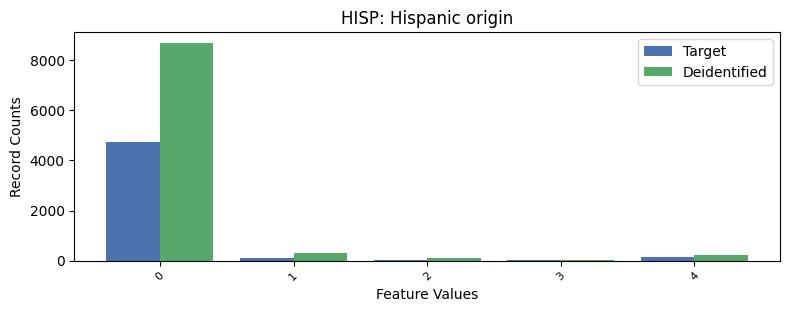 HISP: Hispanic origin
Target
Deidentified
Record Counts
8000
6000
4000
2000
0
0
1
2
3
4
Feature Values